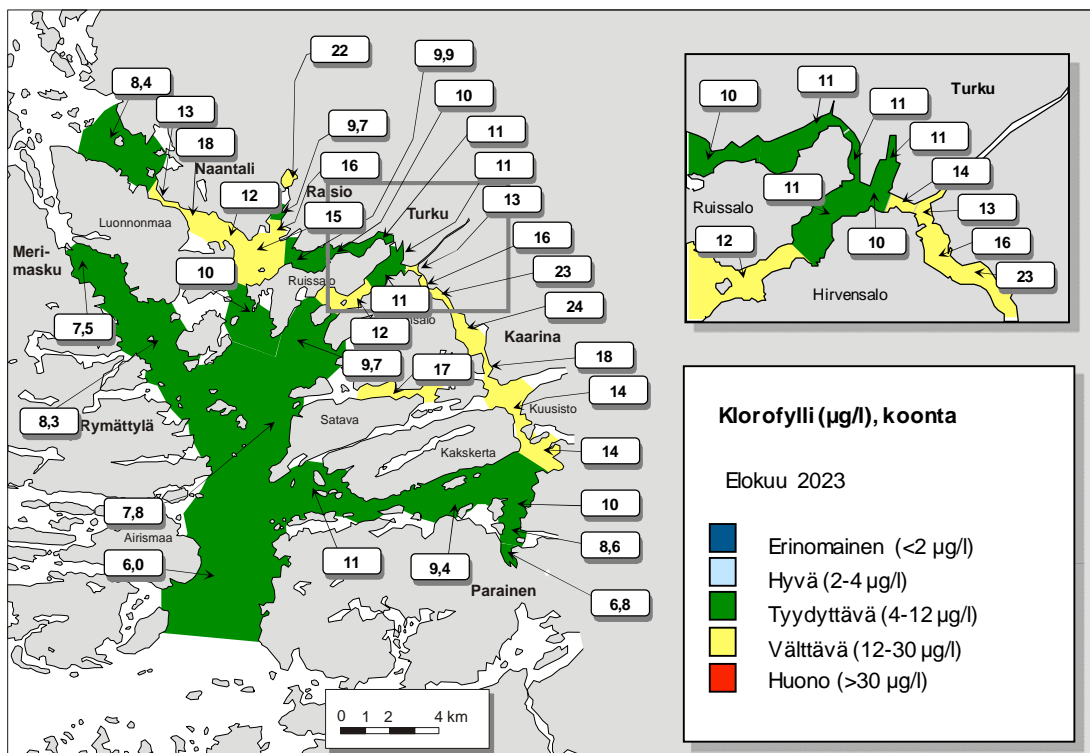 22
9,9
8,4
10
13
9,7
11
18
Naantali
16
11
12
Raisio
15
Turku
13
Luonnonmaa
16
Meri-
masku
10
Ruissalo
23
11
24
7,5
12
Kaarina
9,7
17
18
8,3
Rymättylä
Satava
14
Kuusisto
Kakskerta
14
7,8
10
Airismaa
11
9,4
8,6
6,0
Parainen
6,8
0 1 2 4 km
11
10
11
Turku
11
11
14
11
Ruissalo
13
12
10
16
Hirvensalo
23
Klorofylli (µg/l), koonta
Elokuu 2023
Erinomainen (<2 µg/l)
Hyvä (2-4 µg/l)
Tyydyttävä (4-12 µg/l)
Välttävä (12-30 µg/l)
Huono (>30 µg/l)